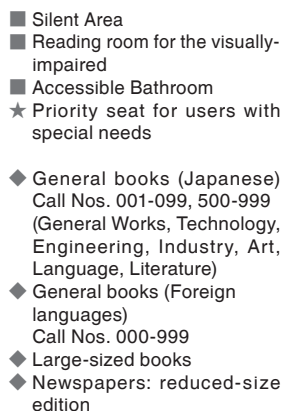 ■ Silent Area
■ Reading room for the visually-
impaired
■ Accessible Bathroom
★ Priority seat for users with
special needs
◆ General books (Japanese)
Call Nos. 001-099, 500-999
(General Works, Technology,
Engineering, Industry, Art,
Language, Literature)
◆ General books (Foreign
languages)
Call Nos. 000-999
◆ Large-sized books
◆ Newspapers: reduced-size
edition